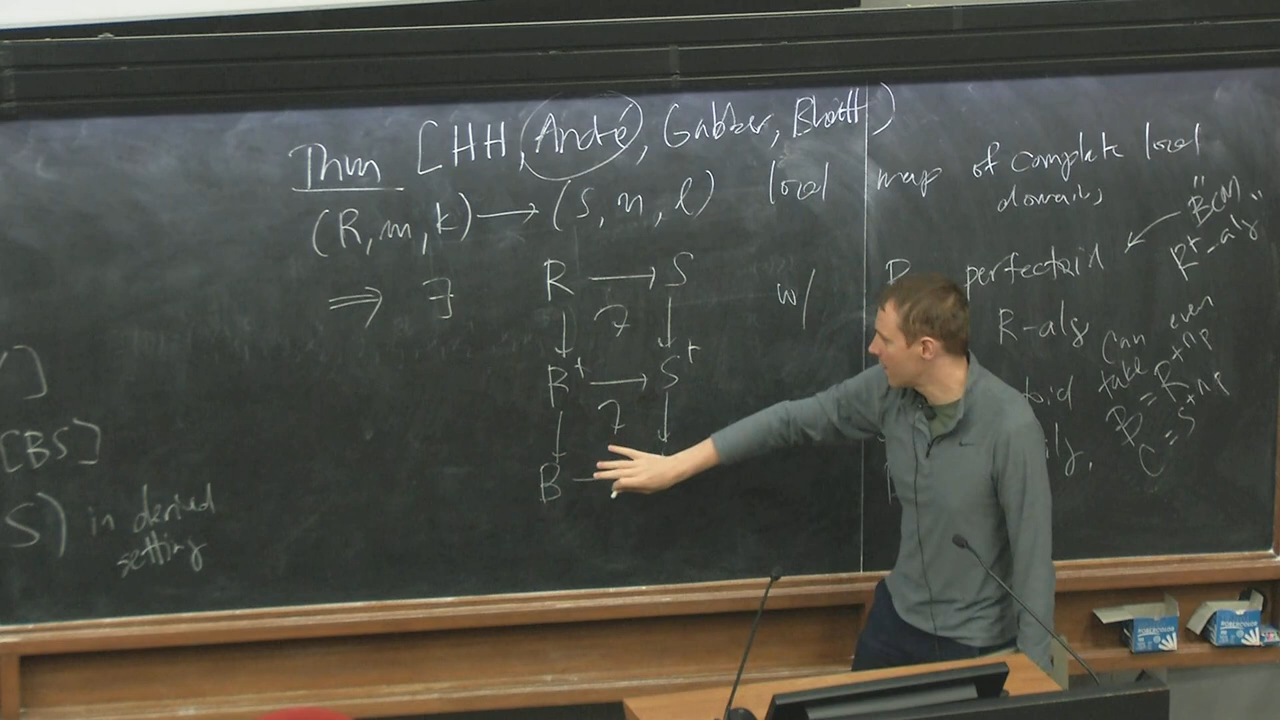 Thm [HH, André, Gabber, Bhatt)
(R, m, k) → (S, n, l) local map of complete local domains
⇒ ∃ R → S w/ B perfectoid
"BCM"
R⁺-alg
↓ ↓
R-alg
R⁺ → S⁺
Can even
take
B = R⁺^p
C = S⁺^p
↓ ↓
B
]
[BS]
S) in derived
setting